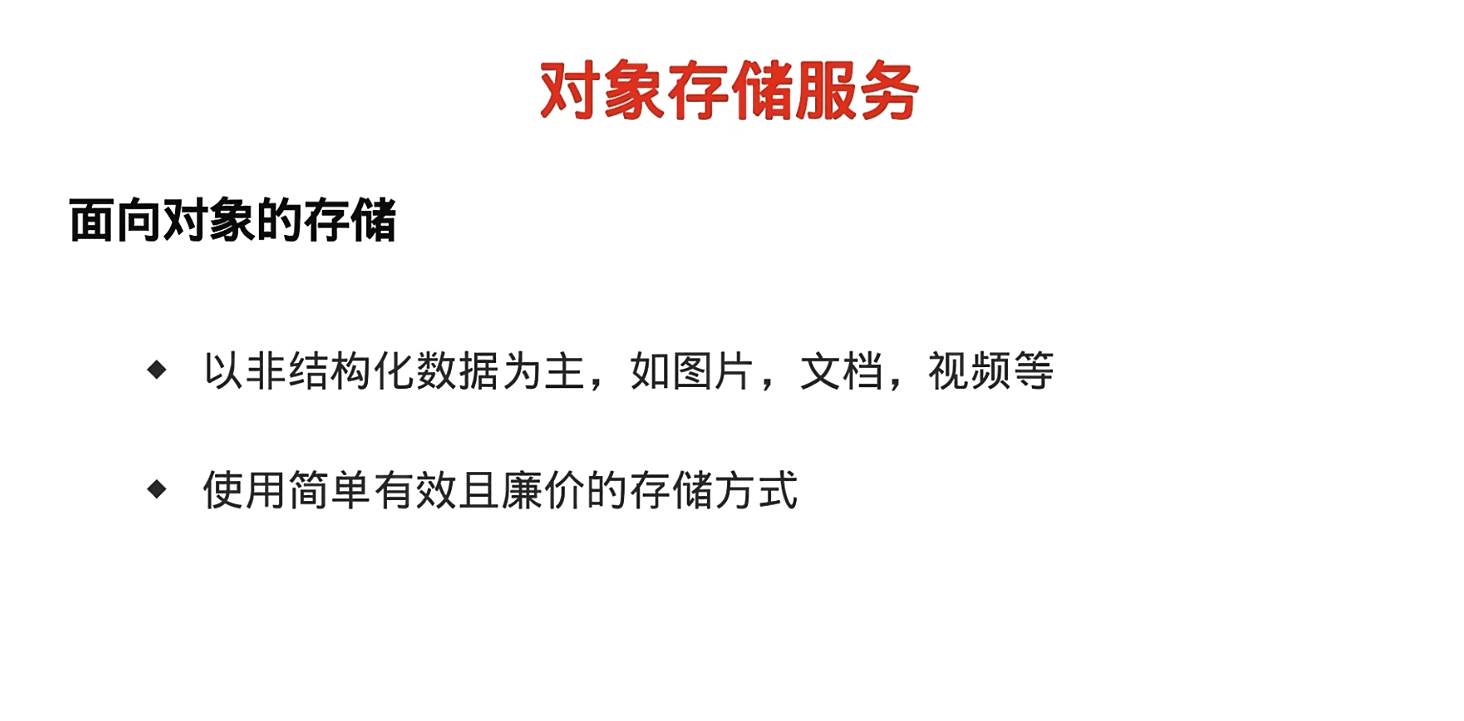 对象存储服务
面向对象的存储
◆ 以非结构化数据为主，如图片，文档，视频等
◆ 使用简单有效且廉价的存储方式